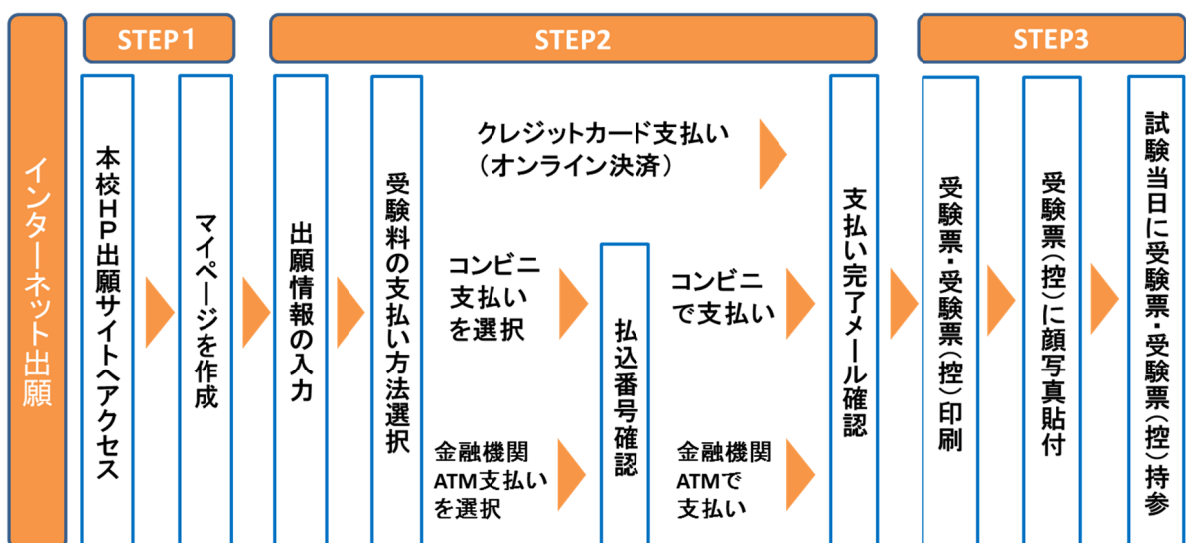 インターネット出願
STEP1
本校HP出願サイトへアクセス
マイページを作成
STEP2
出願情報の入力
受験料の支払い方法選択
クレジットカード支払い
(オンライン決済)
コンビニ
支払い
を選択
金融機関
ATM支払い
を選択
払込番号確認
コンビニ
で支払い
金融機関
ATMで
支払い
支払い完了メール確認
STEP3
受験票・受験票(控)印刷
受験票(控)に顔写真貼付
試験当日に受験票・受験票(控)持参